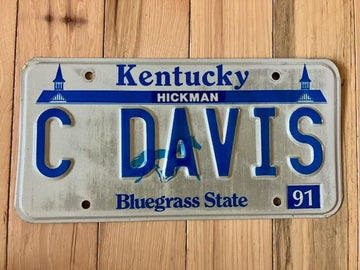 Kentucky
HICKMAN
C DAVIS
Bluegrass State 91